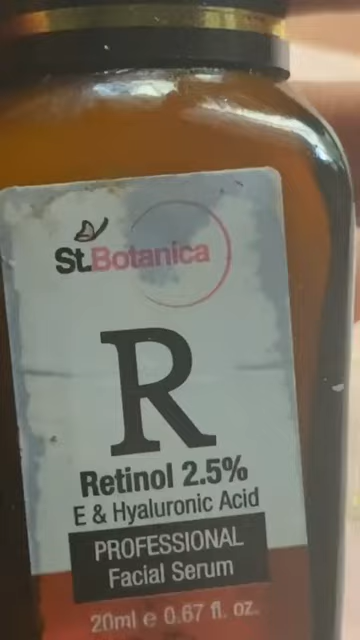 St.Botanica
R
Retinol 2.5%
E & Hyaluronic Acid
PROFESSIONAL
Facial Serum
20ml e 0.67 fl. oz.